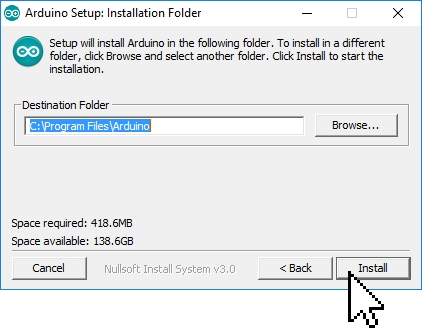 Arduino Setup: Installation Folder
Setup will install Arduino in the following folder. To install in a different
folder, click Browse and select another folder. Click Install to start the
installation.
Destination Folder
C:\Program Files\Arduino
Browse...
Space required: 418.6MB
Space available: 138.6GB
Cancel
Nullsoft Install System v3.0
< Back
Install